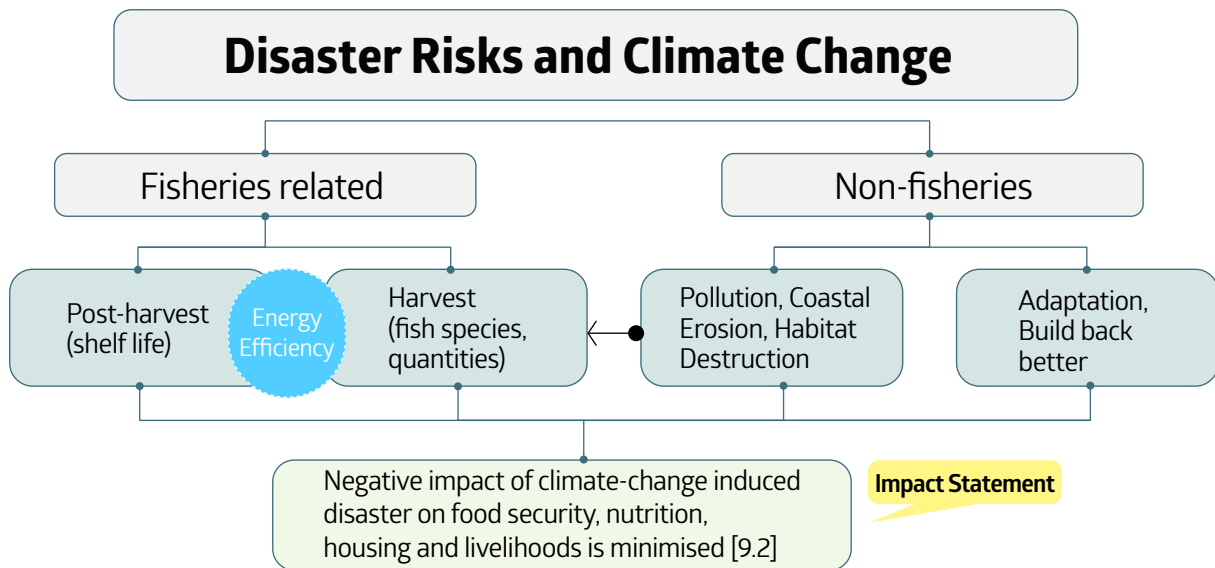 Disaster Risks and Climate Change
Fisheries related
Non-fisheries
Post-harvest
(shelf life)
Energy
Efficiency
Harvest
(fish species,
quantities)
Pollution, Coastal
Erosion, Habitat
Destruction
Adaptation,
Build back
better
Negative impact of climate-change induced
disaster on food security, nutrition,
housing and livelihoods is minimised [9.2]
Impact Statement